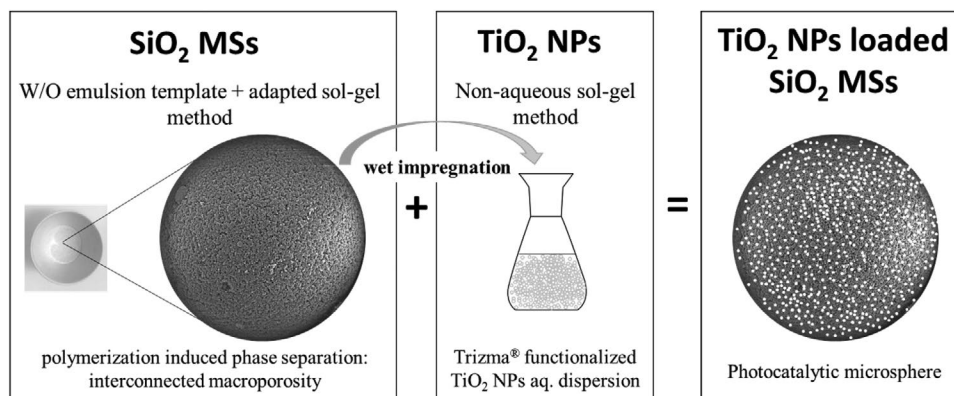 SiO₂ MSs
W/O emulsion template + adapted sol-gel
method
polymerization induced phase separation:
interconnected macroporosity
wet impregnation
+
TiO₂ NPs
Non-aqueous sol-gel
method
Trizma® functionalized
TiO₂ NPs aq. dispersion
=
TiO₂ NPs loaded
SiO₂ MSs
Photocatalytic microsphere